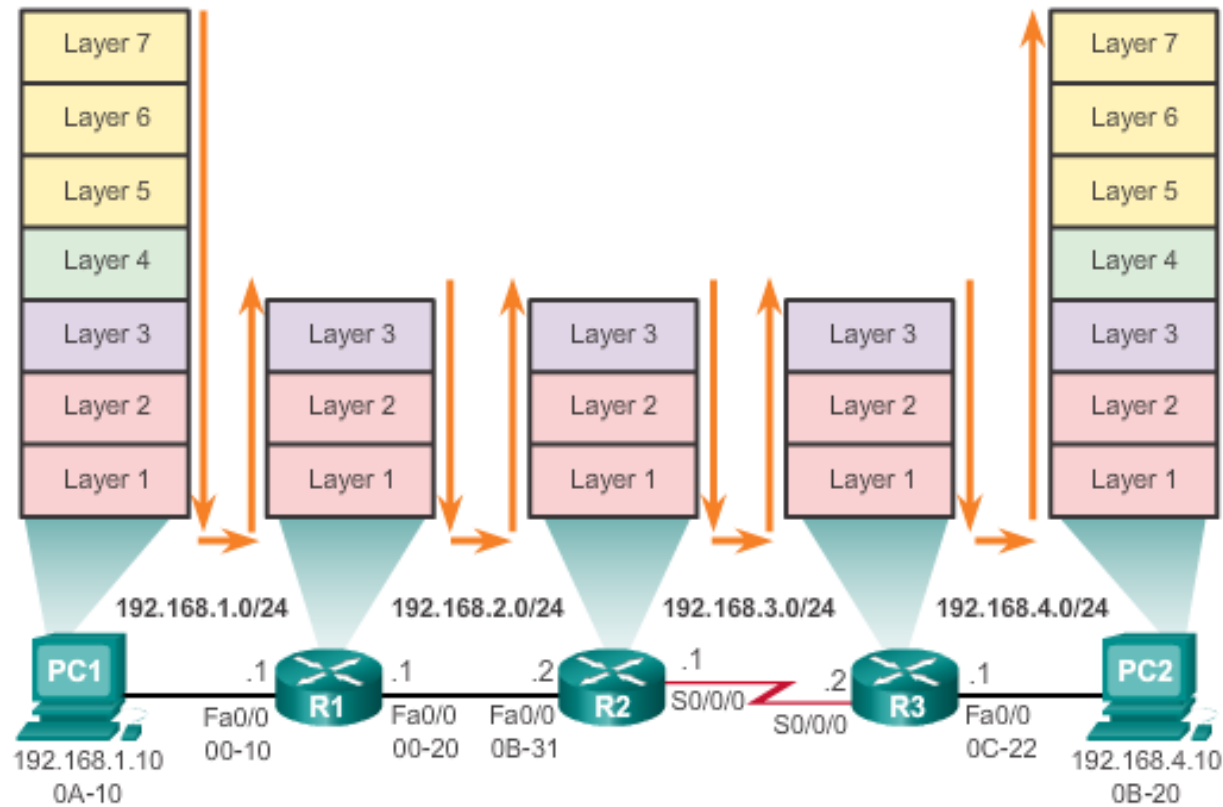 Layer 7 Layer 7
Layer 6 Layer 6
Layer 5 Layer 5
Layer 4 Layer 4
Layer 3 Layer 3 Layer 3 Layer 3 Layer 3
Layer 2 Layer 2 Layer 2 Layer 2 Layer 2
Layer 1 Layer 1 Layer 1 Layer 1 Layer 1
192.168.1.0/24 192.168.2.0/24 192.168.3.0/24 192.168.4.0/24
PC1 .1 R1 .1 .2 R2 .1 .2 R3 .1 PC2
S0/0/0 S0/0/0
Fa0/0 Fa0/0 Fa0/0 Fa0/0
00-10 00-20 0B-31 0C-22
192.168.1.10 192.168.4.10
0A-10 0B-20